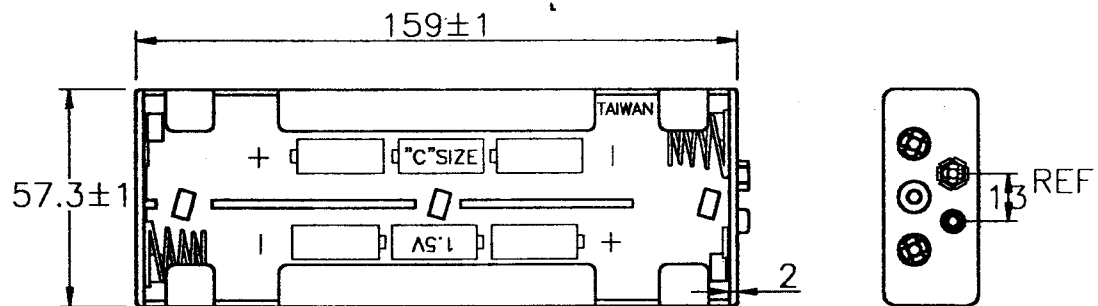 159±1
TAIWAN
+ "C"SIZE −
57.3±1
13 REF
− 1.5V +
2